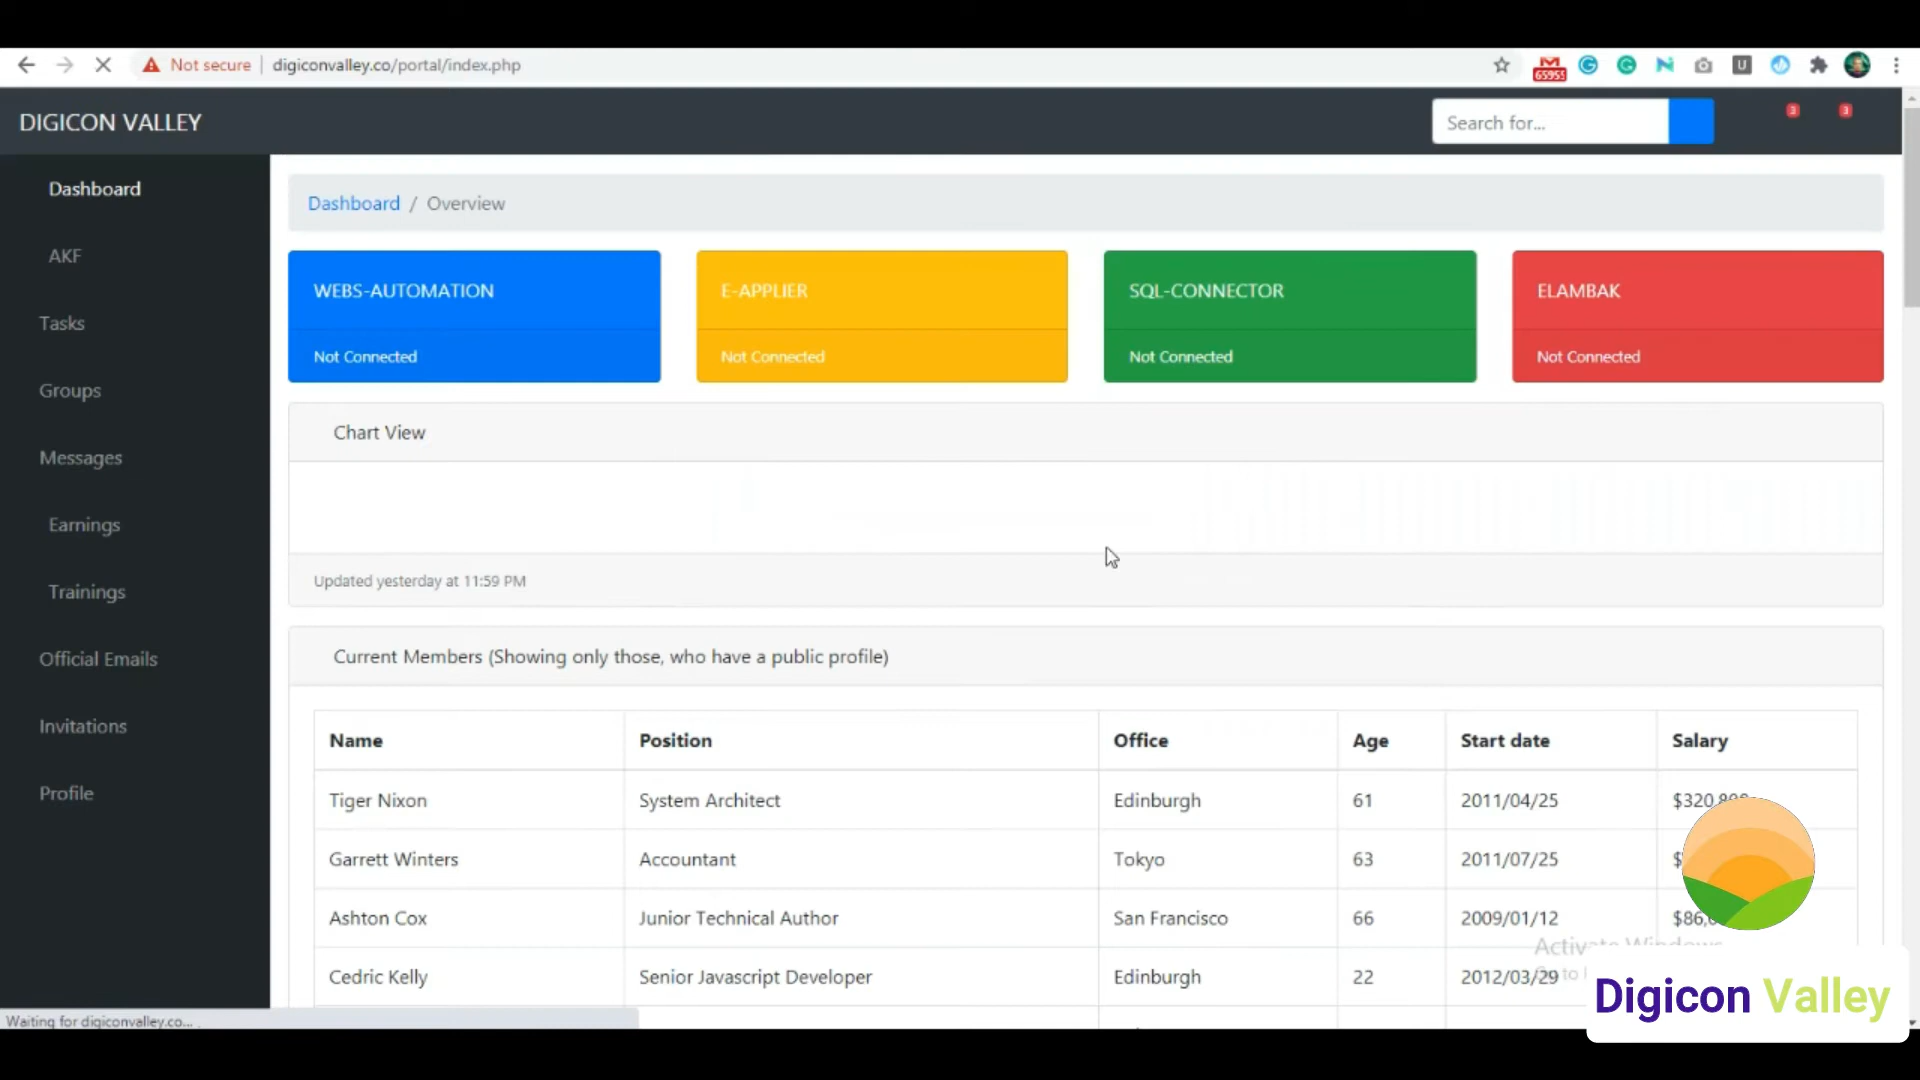 Not secure | digiconvalley.co/portal/index.php
65955
U
DIGICON VALLEY
Search for...
3
3
Dashboard
AKF
Tasks
Groups
Messages
Earnings
Trainings
Official Emails
Invitations
Profile
Dashboard / Overview
WEBS-AUTOMATION
Not Connected
E-APPLIER
Not Connected
SQL-CONNECTOR
Not Connected
ELAMBAK
Not Connected
Chart View
Updated yesterday at 11:59 PM
Current Members (Showing only those, who have a public profile)
Name Position Office Age Start date Salary
Tiger Nixon System Architect Edinburgh 61 2011/04/25
Garrett Winters Accountant Tokyo 63 2011/07/25
Ashton Cox Junior Technical Author San Francisco 66 2009/01/12
Cedric Kelly Senior Javascript Developer Edinburgh 22 2012/03/29
Activate Windows
Waiting for digiconvalley.co...
Digicon Valley